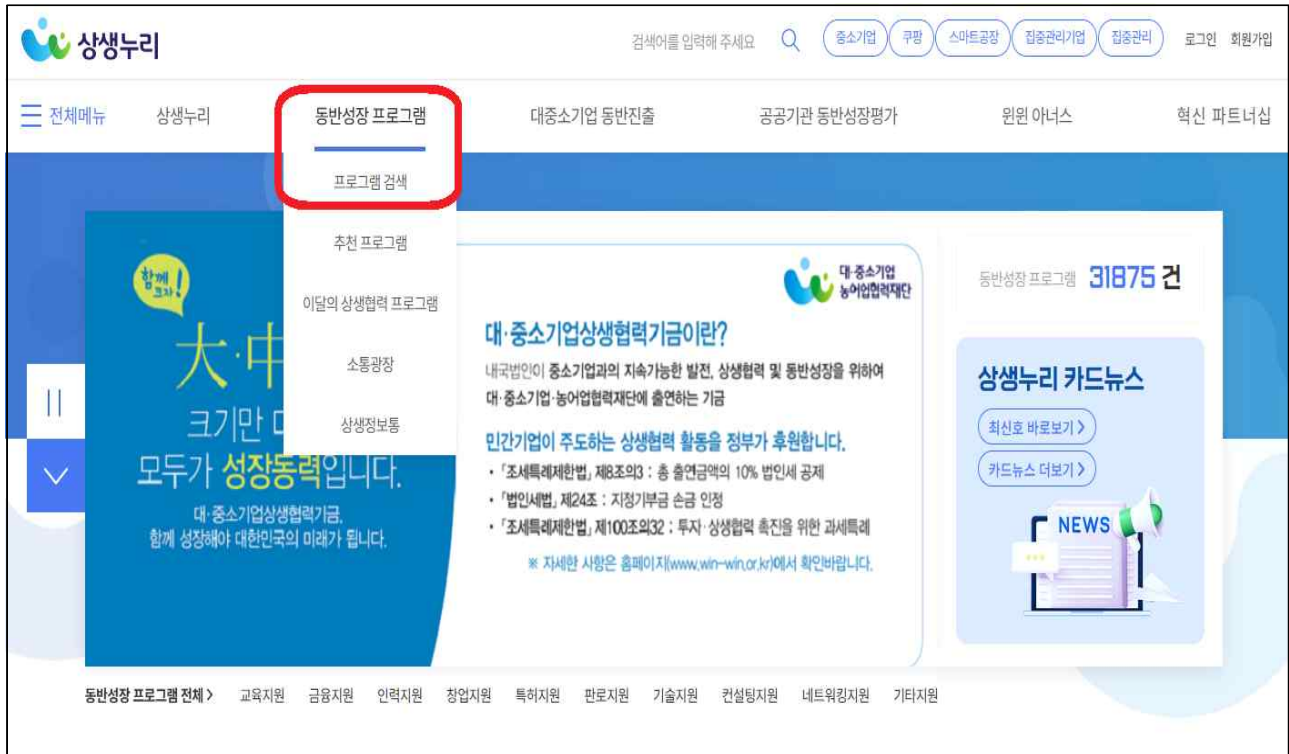 상생누리
검색어를 입력해 주세요
중소기업 쿠팡 스마트공장 집중관리기업 집중관리
로그인 회원가입
전체메뉴 상생누리 동반성장 프로그램 대중소기업 동반진출 공공기관 동반성장평가 윈윈 아너스 혁신 파트너십
프로그램 검색
추천 프로그램
이달의 상생협력 프로그램
소통광장
상생정보통
함께
크자!
大·中
크기만 다
모두가 성장동력입니다.
대·중소기업상생협력기금,
함께 성장해야 대한민국의 미래가 됩니다.
대·중소기업
농어업협력재단
대·중소기업상생협력기금이란?
내국법인이 중소기업과의 지속가능한 발전, 상생협력 및 동반성장을 위하여
대·중소기업·농어업협력재단에 출연하는 기금
민간기업이 주도하는 상생협력 활동을 정부가 후원합니다.
• 「조세특례제한법」 제8조의3 : 총 출연금액의 10% 법인세 공제
• 「법인세법」 제24조 : 지정기부금 손금 인정
• 「조세특례제한법」 제100조의32 : 투자·상생협력 촉진을 위한 과세특례
※ 자세한 사항은 홈페이지(www.win-win.or.kr)에서 확인바랍니다.
동반성장 프로그램 31875 건
상생누리 카드뉴스
최신호 바로보기 >
카드뉴스 더보기 >
NEWS
동반성장 프로그램 전체 > 교육지원 금융지원 인력지원 창업지원 특허지원 판로지원 기술지원 컨설팅지원 네트워킹지원 기타지원